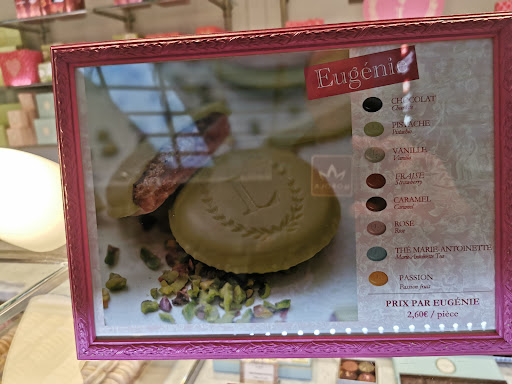 Eugénie
CHOCOLAT
Chocolate
PISTACHE
Pistachio
VANILLE
Vanilla
FRAISE
Strawberry
CARAMEL
Caramel
ROSE
Rose
THÉ MARIE-ANTOINETTE
Marie-Antoinette Tea
PASSION
Passion fruit
PRIX PAR EUGÉNIE
2,60€ / pièce
L